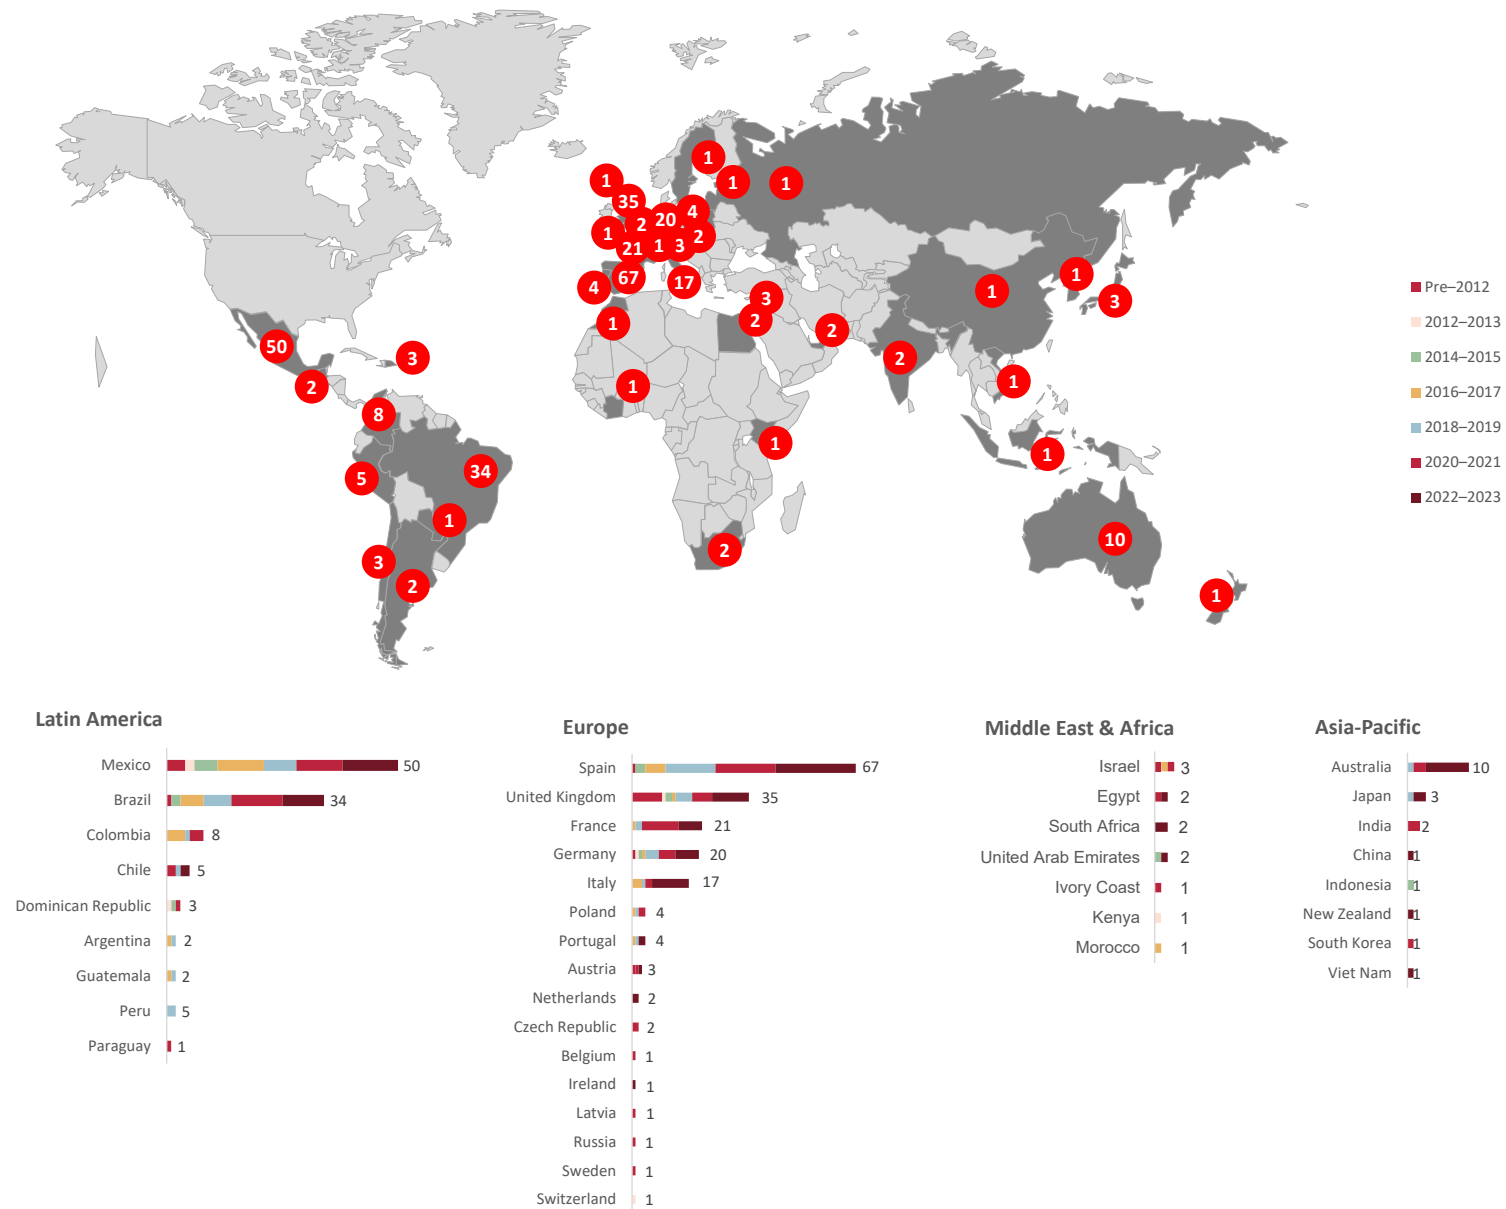 1
1
1
1
35
4
20
2
1
2
21
1
3
67
17
4
3
2
1
2
1
1
3
2
1
1
1
1
10
1
2
50
3
2
8
5
34
1
3
2
Pre–2012
2012–2013
2014–2015
2016–2017
2018–2019
2020–2021
2022–2023
Latin America
Mexico 50
Brazil 34
Colombia 8
Chile 5
Dominican Republic 3
Argentina 2
Guatemala 2
Peru 5
Paraguay 1
Europe
Spain 67
United Kingdom 35
France 21
Germany 20
Italy 17
Poland 4
Portugal 4
Austria 3
Netherlands 2
Czech Republic 2
Belgium 1
Ireland 1
Latvia 1
Russia 1
Sweden 1
Switzerland 1
Middle East & Africa
Israel 3
Egypt 2
South Africa 2
United Arab Emirates 2
Ivory Coast 1
Kenya 1
Morocco 1
Asia-Pacific
Australia 10
Japan 3
India 2
China 1
Indonesia 1
New Zealand 1
South Korea 1
Viet Nam 1